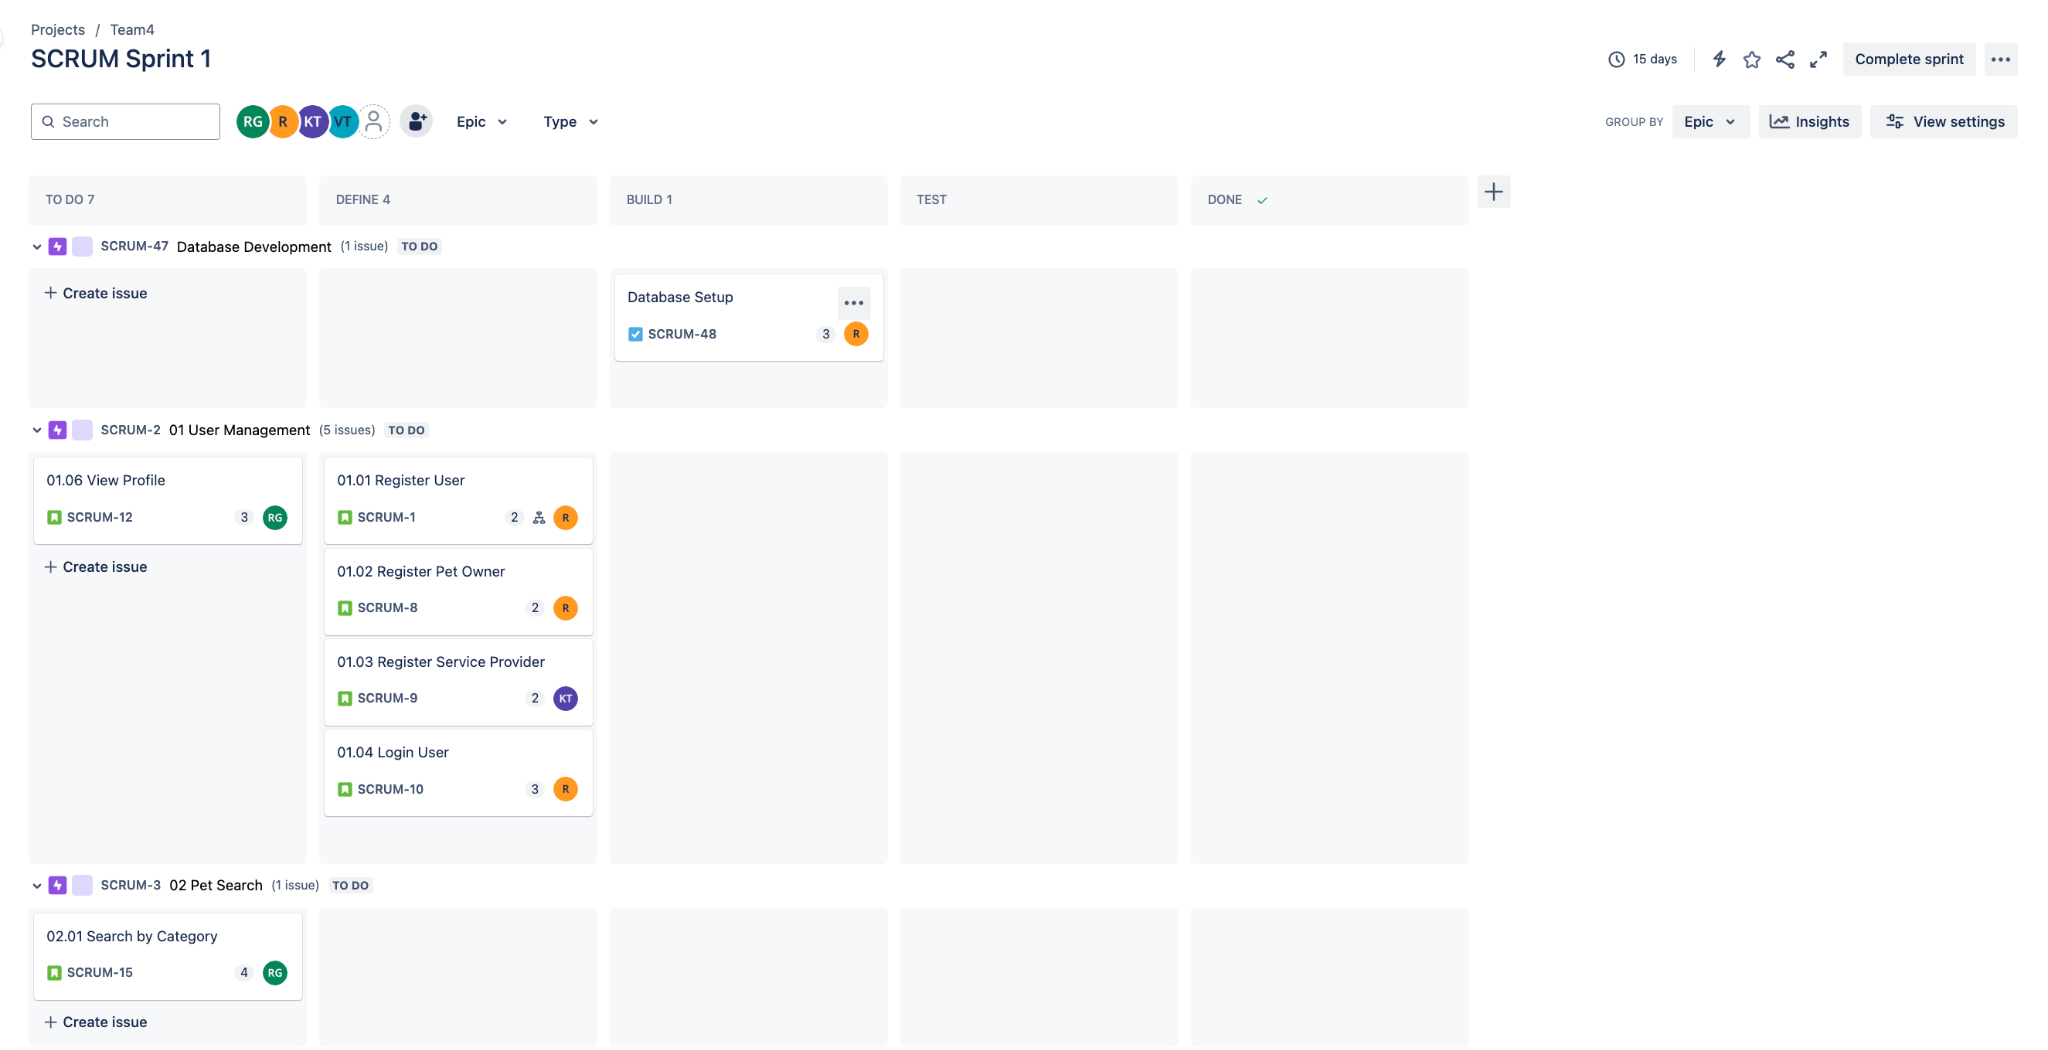 Projects / Team4
SCRUM Sprint 1
15 days
Complete sprint
Search
RG R KT VT
Epic
Type
GROUP BY
Epic
Insights
View settings
TO DO 7
DEFINE 4
BUILD 1
TEST
DONE
SCRUM-47 Database Development (1 issue) TO DO
+ Create issue
Database Setup
SCRUM-48 3 R
SCRUM-2 01 User Management (5 issues) TO DO
01.06 View Profile
SCRUM-12 3 RG
+ Create issue
01.01 Register User
SCRUM-1 2 R
01.02 Register Pet Owner
SCRUM-8 2 R
01.03 Register Service Provider
SCRUM-9 2 KT
01.04 Login User
SCRUM-10 3 R
SCRUM-3 02 Pet Search (1 issue) TO DO
02.01 Search by Category
SCRUM-15 4 RG
+ Create issue